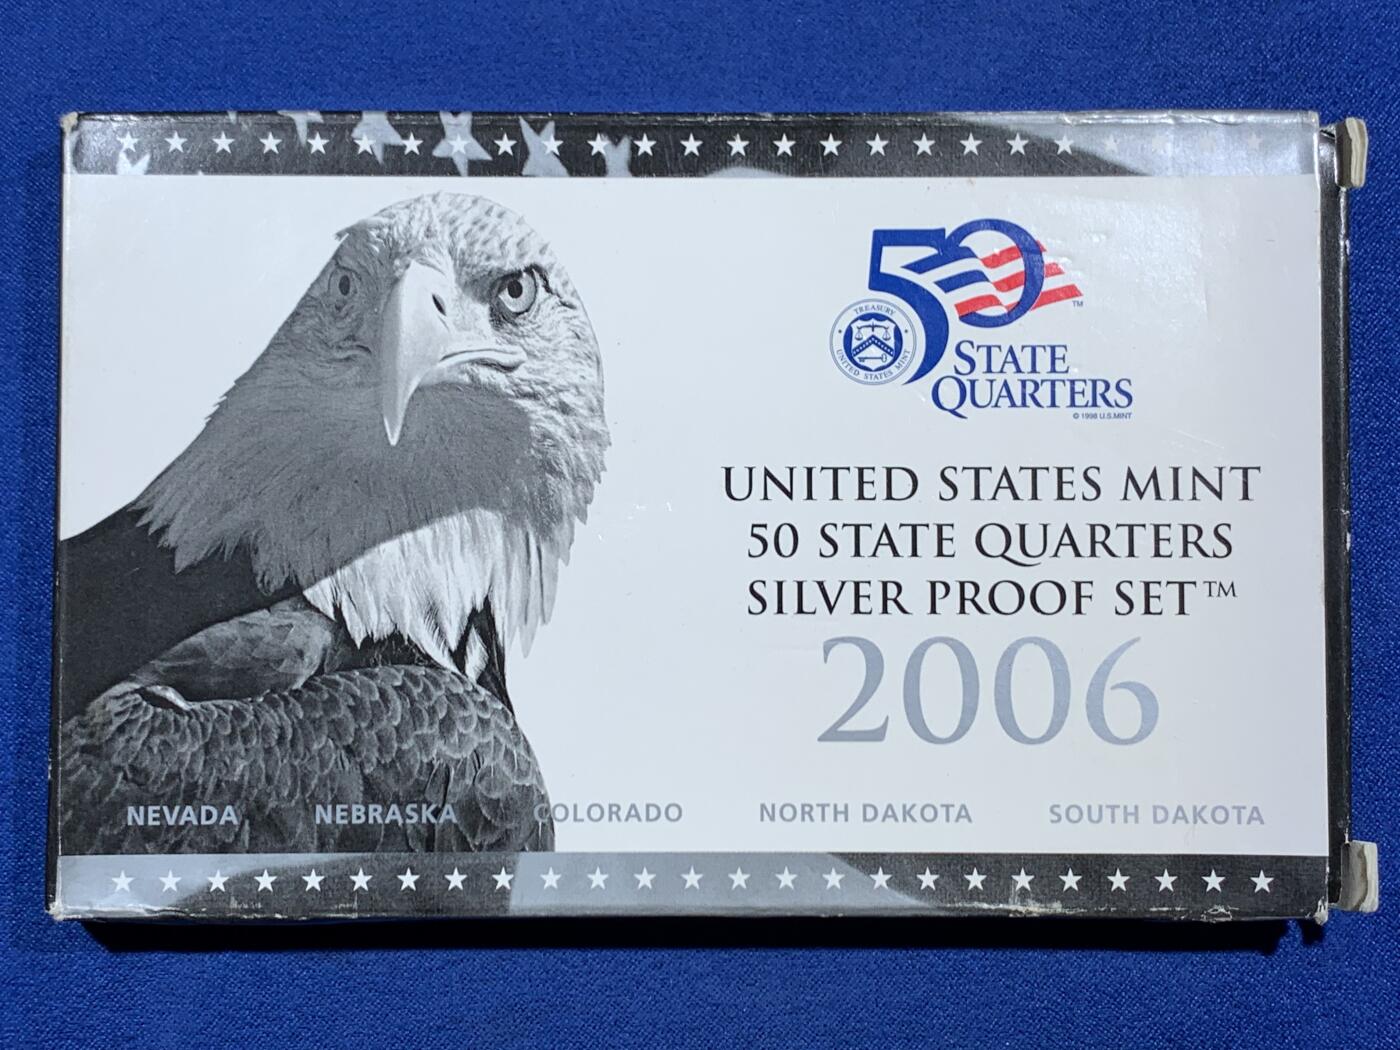 50
TM
TREASURY
UNITED STATES MINT
STATE
QUARTERS
© 1998 U.S.MINT
UNITED STATES MINT
50 STATE QUARTERS
SILVER PROOF SET™
2006
NEVADA NEBRASKA COLORADO NORTH DAKOTA SOUTH DAKOTA